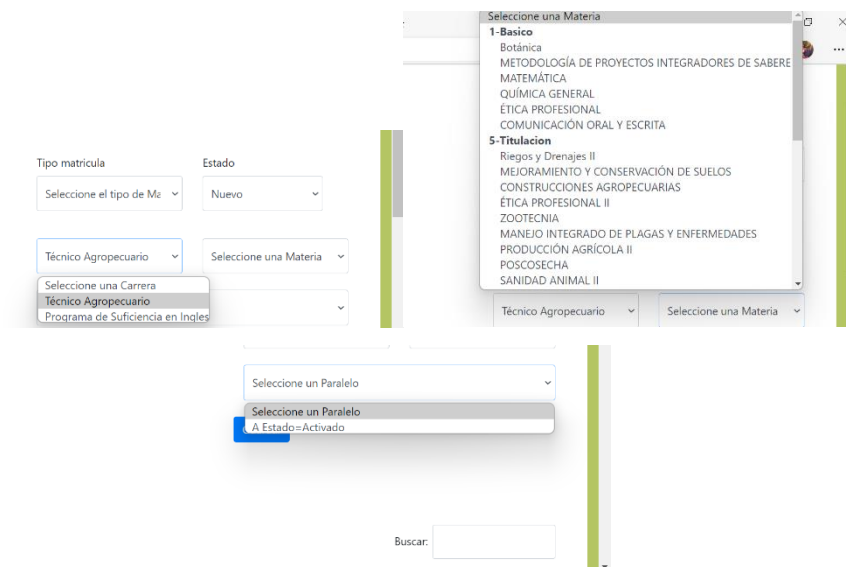 Tipo matricula
Estado
Seleccione el tipo de Ma
Nuevo
Técnico Agropecuario
Seleccione una Materia
Seleccione una Carrera
Técnico Agropecuario
Programa de Suficiencia en Ingles
Seleccione una Materia
1-Basico
Botánica
METODOLOGÍA DE PROYECTOS INTEGRADORES DE SABERE
MATEMÁTICA
QUÍMICA GENERAL
ÉTICA PROFESIONAL
COMUNICACIÓN ORAL Y ESCRITA
5-Titulacion
Riegos y Drenajes II
MEJORAMIENTO Y CONSERVACIÓN DE SUELOS
CONSTRUCCIONES AGROPECUARIAS
ÉTICA PROFESIONAL II
ZOOTECNIA
MANEJO INTEGRADO DE PLAGAS Y ENFERMEDADES
PRODUCCIÓN AGRÍCOLA II
POSCOSECHA
SANIDAD ANIMAL II
Técnico Agropecuario
Seleccione una Materia
Seleccione un Paralelo
Seleccione un Paralelo
A Estado=Activado
Buscar: